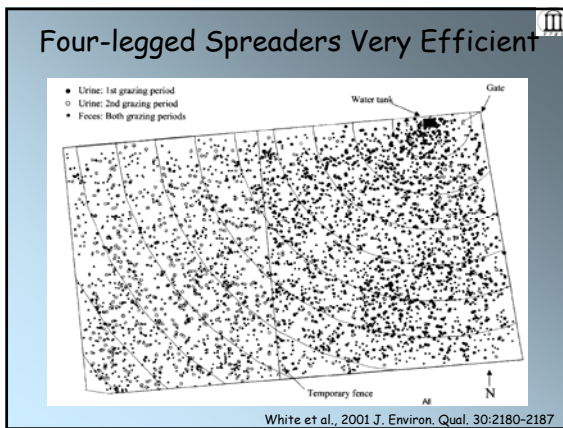 Four-legged Spreaders Very Efficient
Urine: 1st grazing period
Urine: 2nd grazing period
Feces: Both grazing periods
Water tank
Gate
Temporary fence
All
N
White et al., 2001 J. Environ. Qual. 30:2180–2187